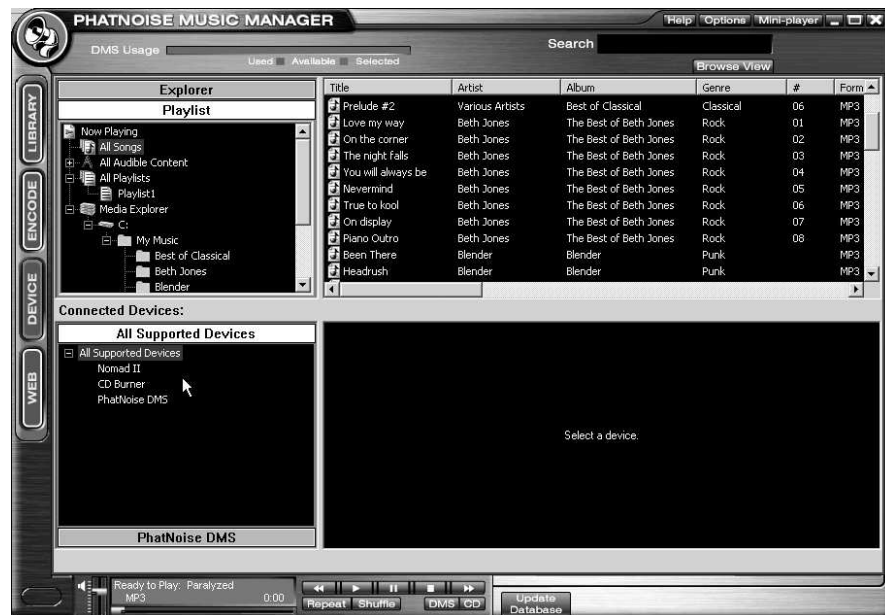 PHATNOISE MUSIC MANAGER
Help Options Mini-player
DMS Usage
Used Available Selected
Search
Browse View
LIBRARY
ENCODE
DEVICE
WEB
Explorer
Playlist
Now Playing
All Songs
All Audible Content
All Playlists
Playlist1
Media Explorer
C:
My Music
Best of Classical
Beth Jones
Blender
Title Artist Album Genre # Form
Prelude #2 Various Artists Best of Classical Classical 06 MP3
Love my way Beth Jones The Best of Beth Jones Rock 01 MP3
On the corner Beth Jones The Best of Beth Jones Rock 02 MP3
The night falls Beth Jones The Best of Beth Jones Rock 03 MP3
You will always be Beth Jones The Best of Beth Jones Rock 04 MP3
Nevermind Beth Jones The Best of Beth Jones Rock 05 MP3
True to kool Beth Jones The Best of Beth Jones Rock 06 MP3
On display Beth Jones The Best of Beth Jones Rock 07 MP3
Piano Outro Beth Jones The Best of Beth Jones Rock 08 MP3
Been There Blender Blender Punk MP3
Headrush Blender Blender Punk MP3
Connected Devices:
All Supported Devices
All Supported Devices
Nomad II
CD Burner
PhatNoise DMS
PhatNoise DMS
Select a device.
Ready to Play: Paralyzed
MP3 0:00
Repeat Shuffle DMS CD
Update
Database